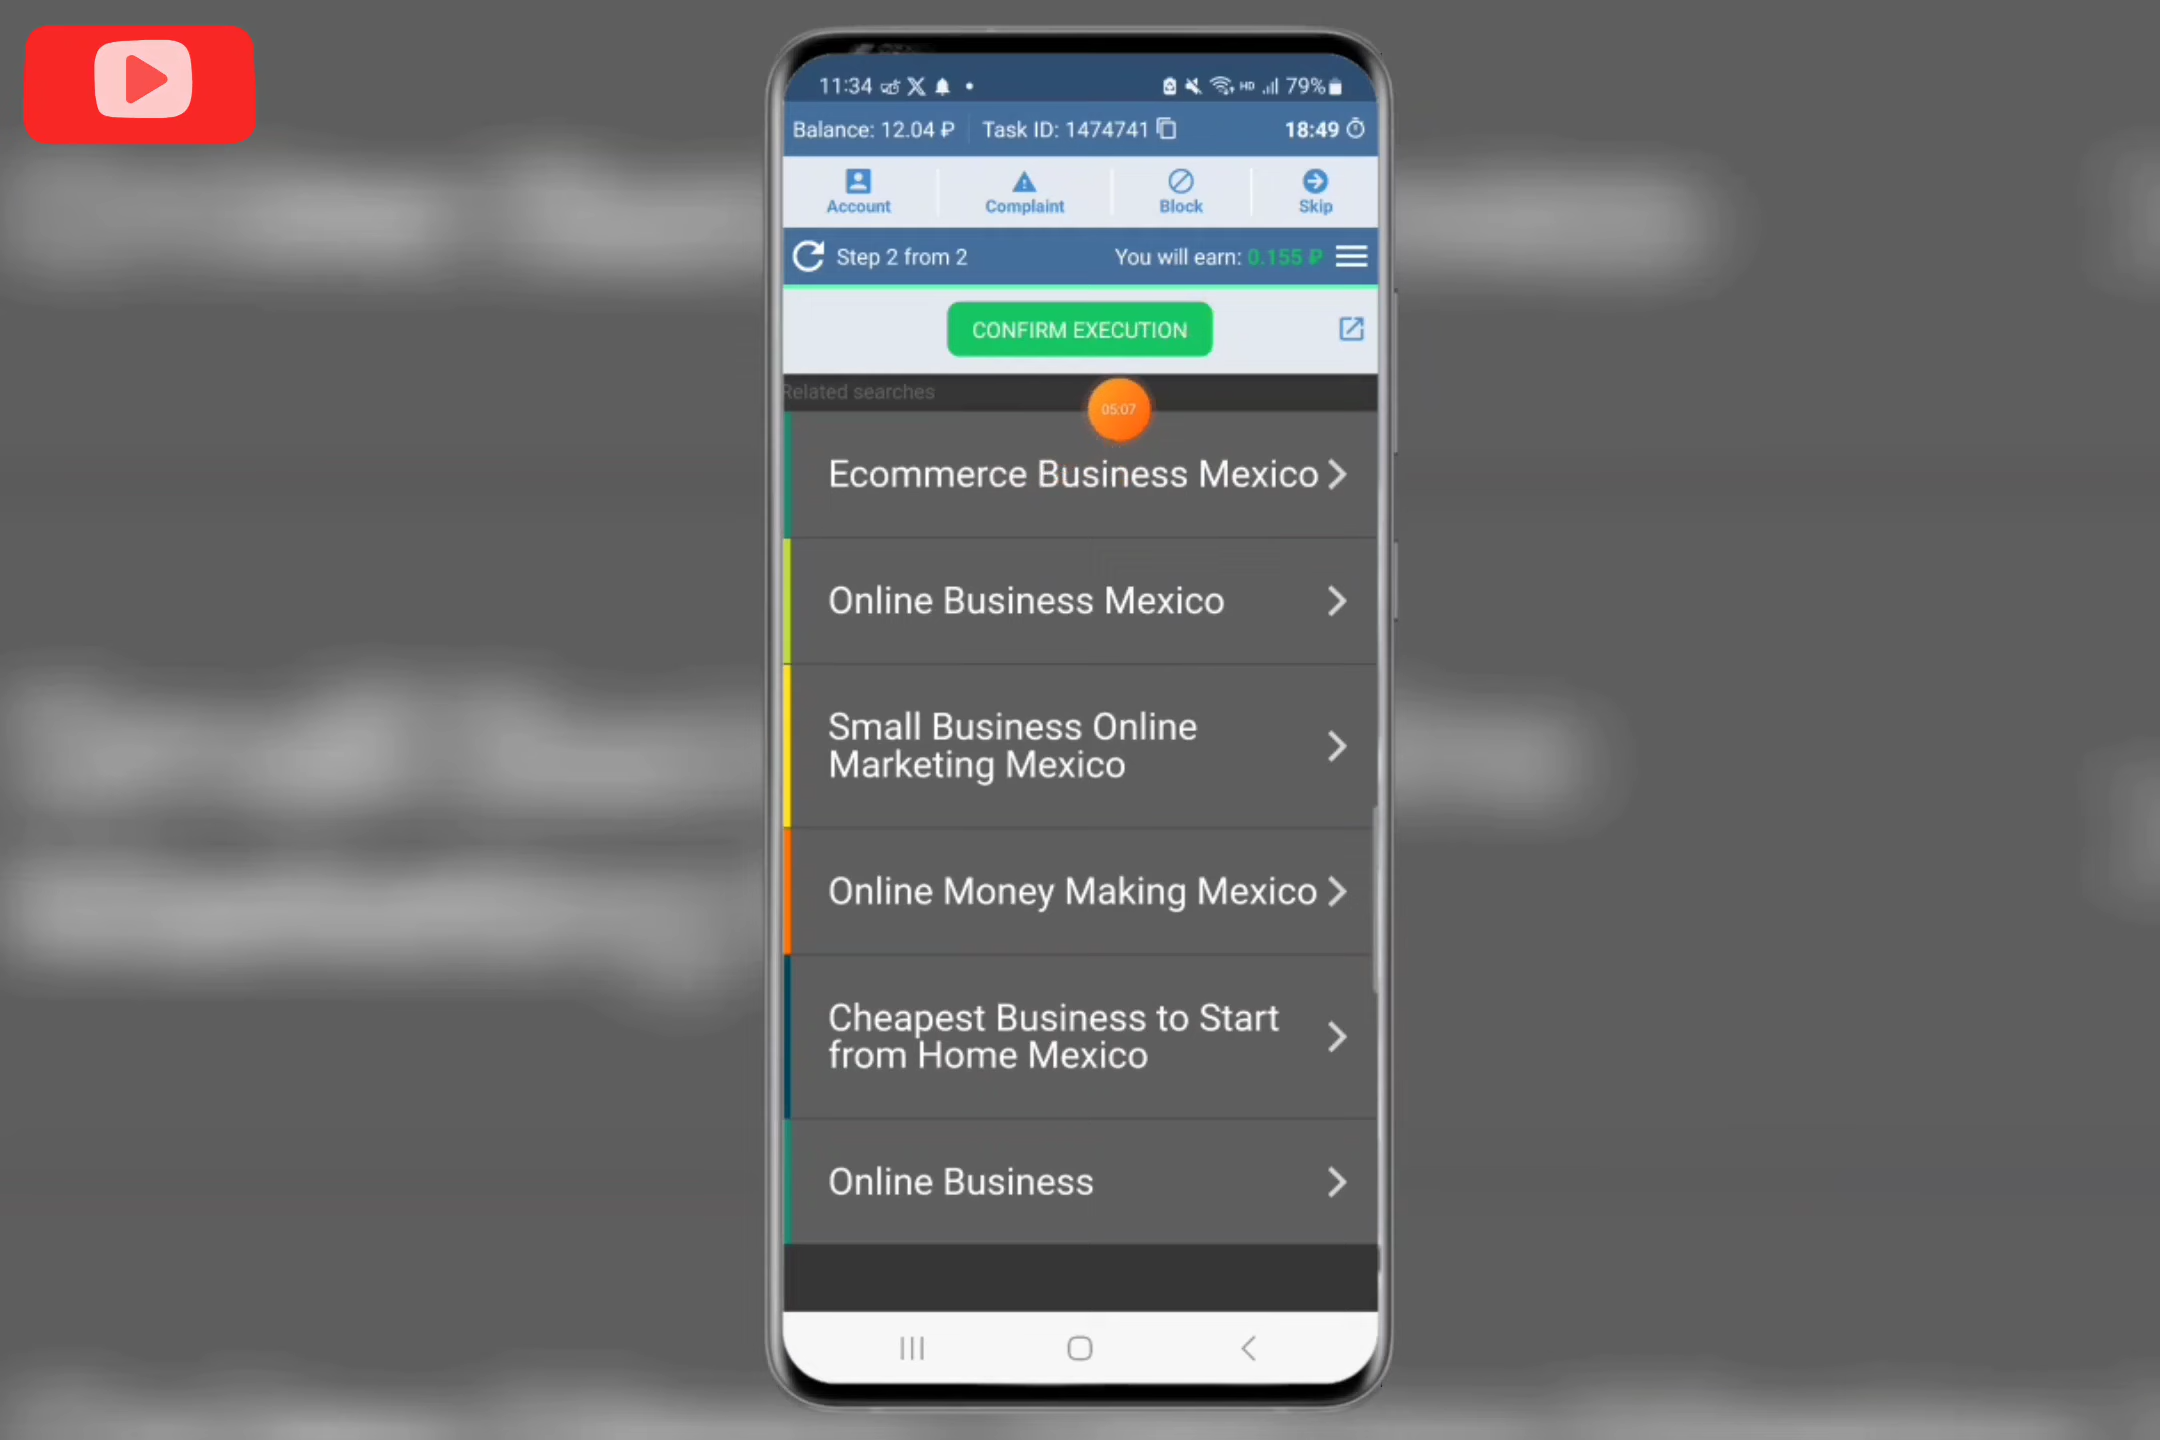 11:34
HD
79%
Balance: 12.04 ₽
Task ID: 1474741
18:49
Account
Complaint
Block
Skip
Step 2 from 2
You will earn: 0.155 ₽
CONFIRM EXECUTION
Related searches
05:07
Ecommerce Business Mexico
Online Business Mexico
Small Business Online
Marketing Mexico
Online Money Making Mexico
Cheapest Business to Start
from Home Mexico
Online Business